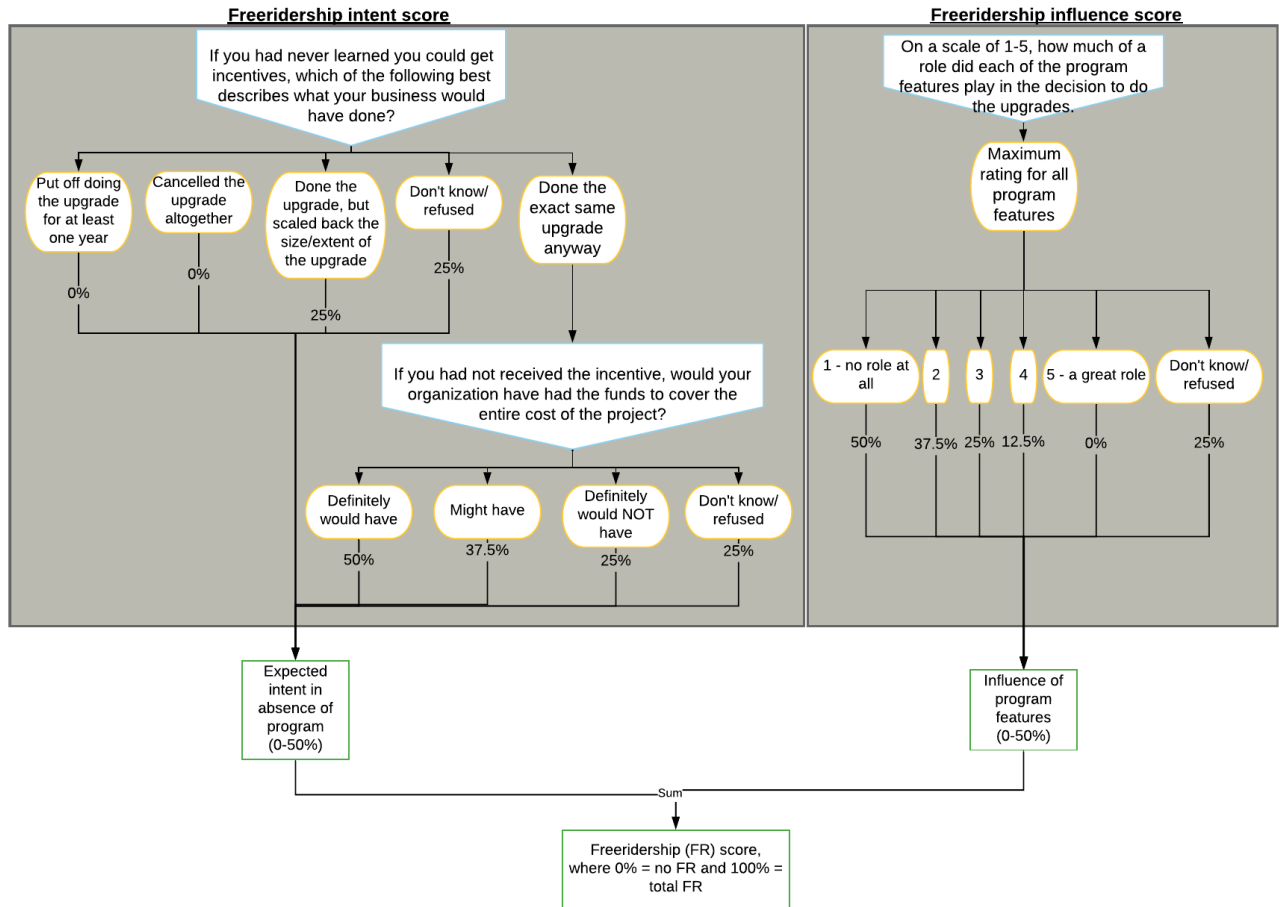 Freeridership intent score
If you had never learned you could get
incentives, which of the following best
describes what your business would
have done?
Put off doing
the upgrade
for at least
one year
Cancelled the
upgrade
altogether
Done the
upgrade, but
scaled back the
size/extent of
the upgrade
Don't know/
refused
Done the
exact same
upgrade
anyway
0%
0%
25%
25%
If you had not received the incentive, would your
organization have had the funds to cover the
entire cost of the project?
Definitely
would have
Might have
Definitely
would NOT
have
Don't know/
refused
50%
37.5%
25%
25%
Expected
intent in
absence of
program
(0-50%)
Freeridership influence score
On a scale of 1-5, how much of a
role did each of the program
features play in the decision to do
the upgrades.
Maximum
rating for all
program
features
1 - no role at
all
2
3
4
5 - a great role
Don't know/
refused
50%
37.5%
25%
12.5%
0%
25%
Influence of
program
features
(0-50%)
Sum
Freeridership (FR) score,
where 0% = no FR and 100% =
total FR